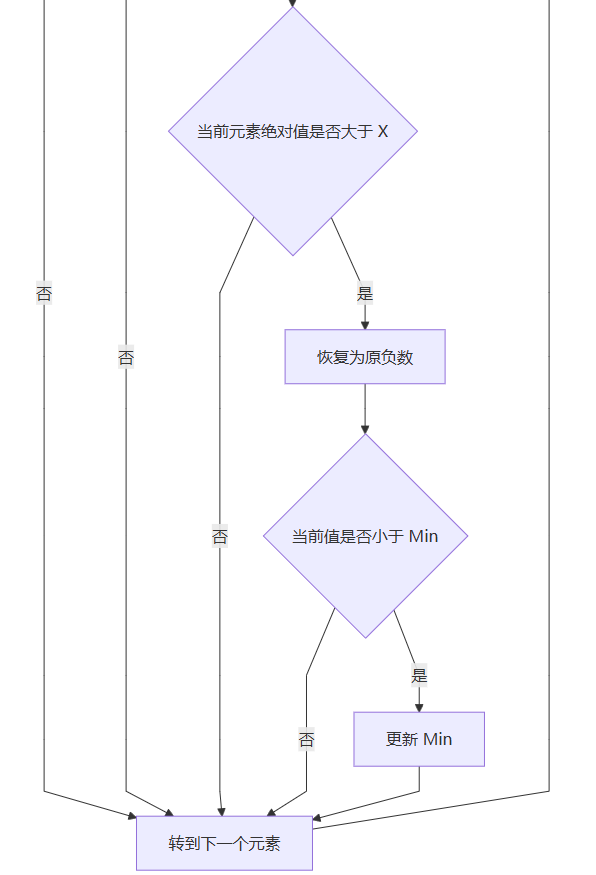 当前元素绝对值是否大于 X
否
是
否
恢复为原负数
否
当前值是否小于 Min
是
否
更新 Min
转到下一个元素